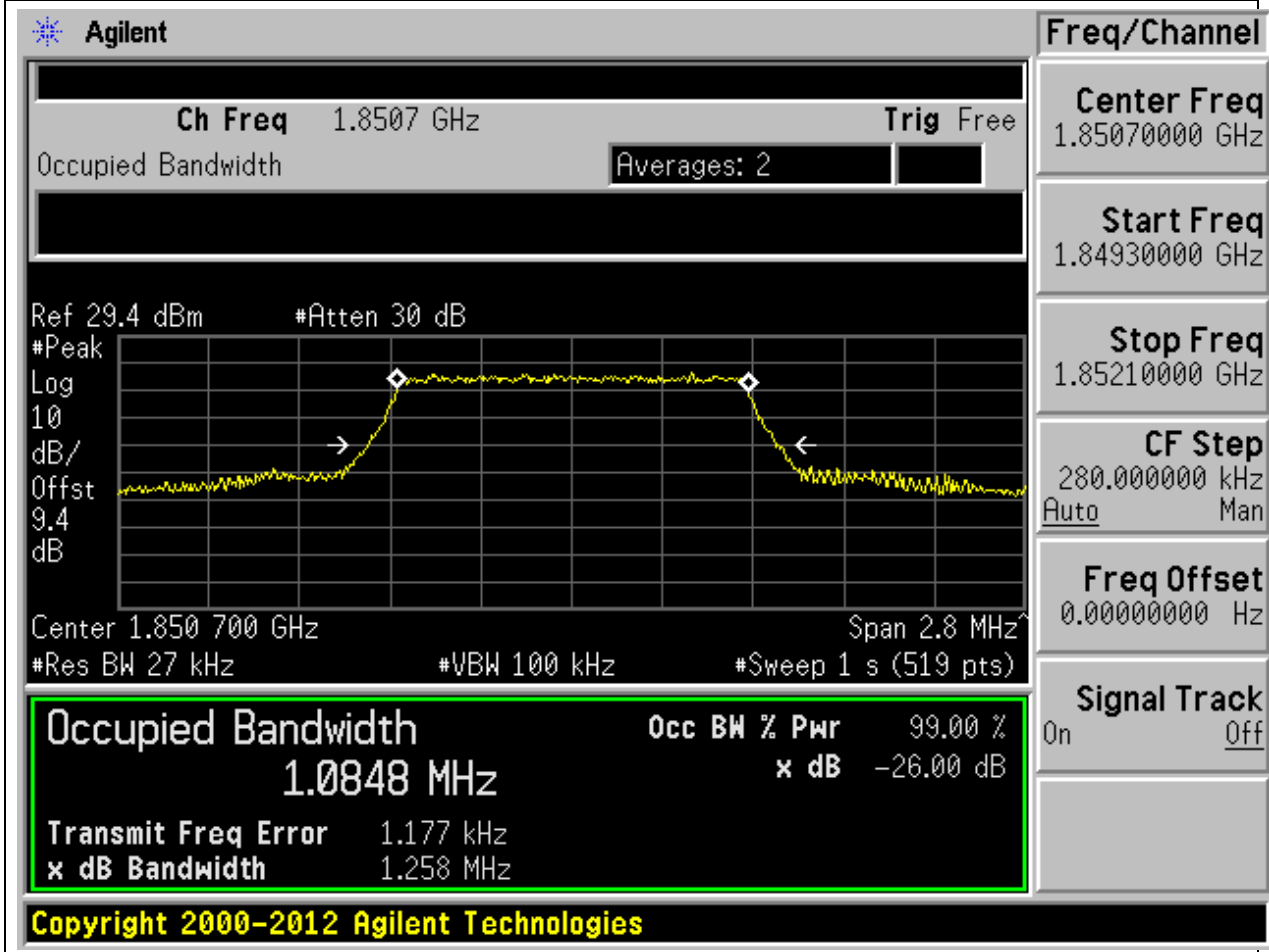 Agilent
Ch Freq 1.8507 GHz Trig Free
Occupied Bandwidth Averages: 2
Ref 29.4 dBm #Atten 30 dB
#Peak
Log
10
dB/
Offst
9.4
dB
Center 1.850 700 GHz Span 2.8 MHz^
#Res BW 27 kHz #VBW 100 kHz #Sweep 1 s (519 pts)
Occupied Bandwidth Occ BW % Pwr 99.00 %
1.0848 MHz x dB -26.00 dB
Transmit Freq Error 1.177 kHz
x dB Bandwidth 1.258 MHz
Copyright 2000-2012 Agilent Technologies
Freq/Channel
Center Freq
1.85070000 GHz
Start Freq
1.84930000 GHz
Stop Freq
1.85210000 GHz
CF Step
280.000000 kHz
Auto Man
Freq Offset
0.00000000 Hz
Signal Track
On Off